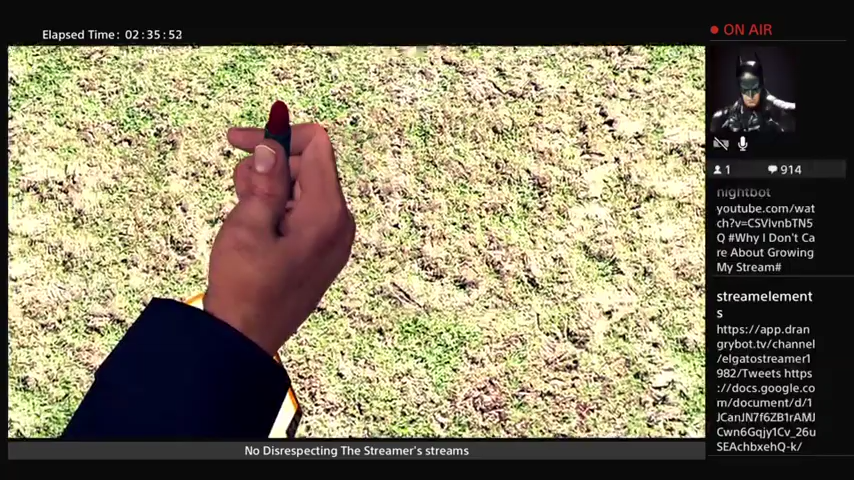 Elapsed Time: 02:35:52
ON AIR
1
914
nightbot
youtube.com/wat
ch?v=CSVlvnbTN5
Q #Why I Don't Ca
re About Growing
My Stream#
streamelement
s
https://app.dran
grybot.tv/channel
/elgatostreamer1
982/Tweets https
://docs.google.co
m/document/d/1
JCanJN7f6ZB1rAMJ
Cwn6Gqjy1Cv_26u
SEAchbxehQ-k/
No Disrespecting The Streamer's streams